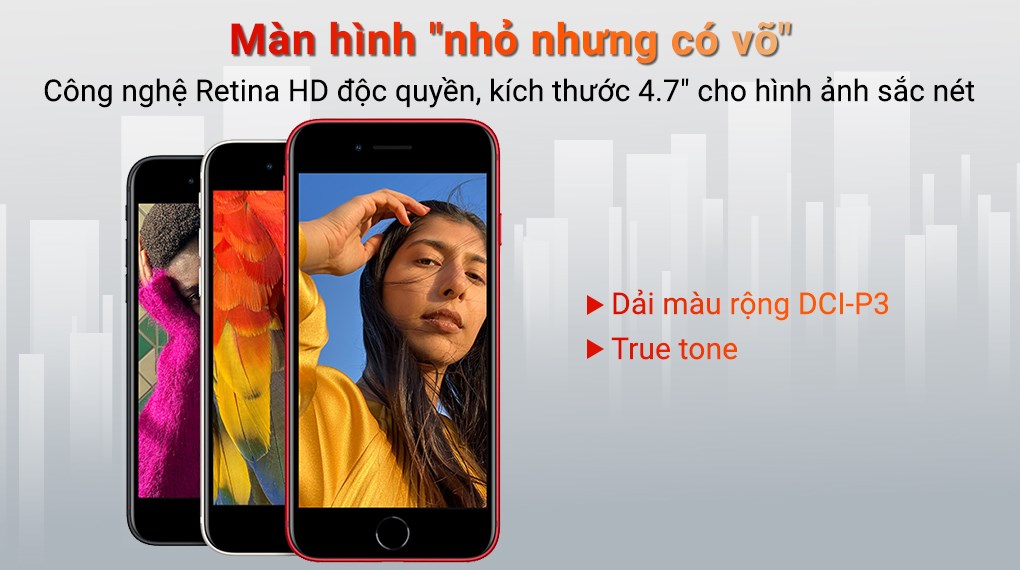 Màn hình "nhỏ nhưng có võ"
Công nghệ Retina HD độc quyền, kích thước 4.7" cho hình ảnh sắc nét
Dải màu rộng DCI-P3
True tone